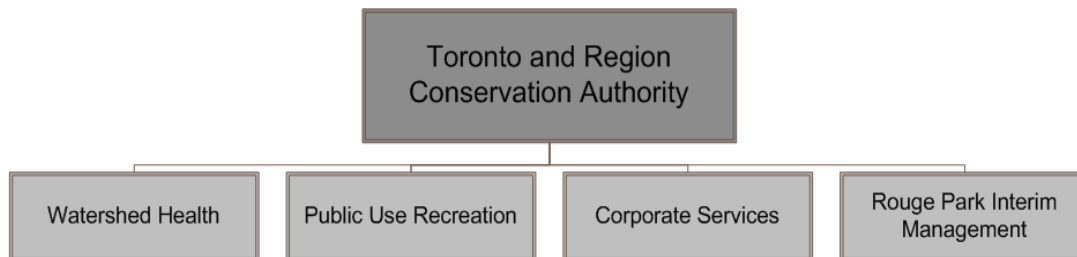 Toronto and Region
Conservation Authority
Watershed Health
Public Use Recreation
Corporate Services
Rouge Park Interim
Management